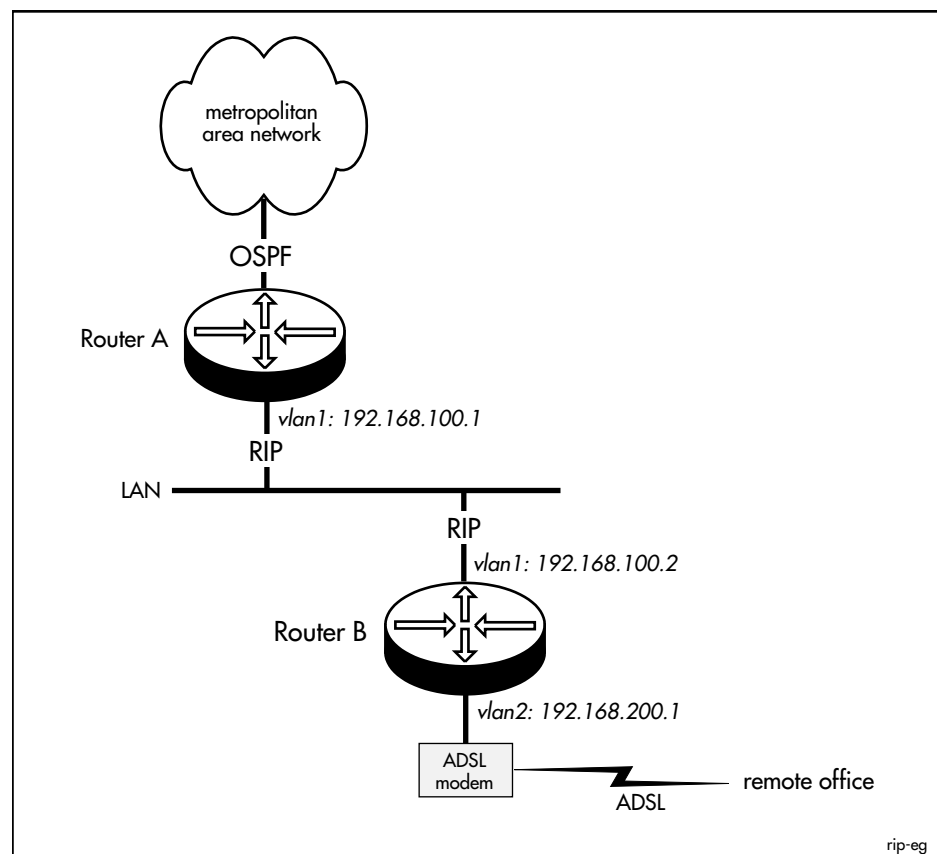 metropolitan
area network
OSPF
Router A
vlan1: 192.168.100.1
RIP
LAN
RIP
vlan1: 192.168.100.2
Router B
vlan2: 192.168.200.1
ADSL
modem
remote office
ADSL
rip-eg